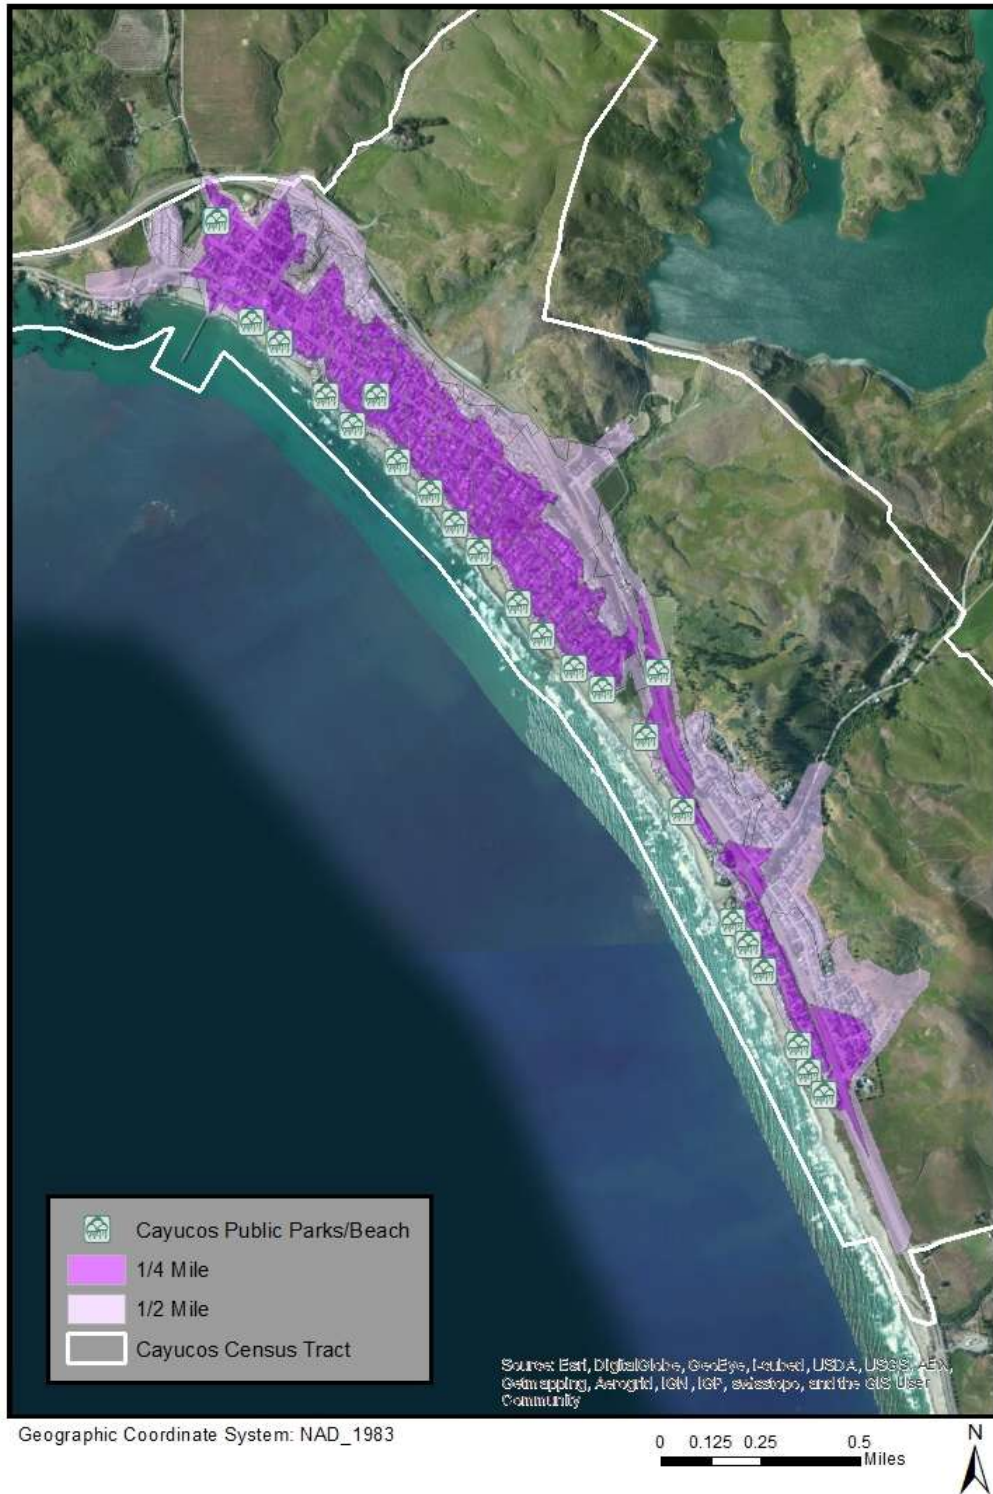 Cayucos Public Parks/Beach
1/4 Mile
1/2 Mile
Cayucos Census Tract
Source: Esri, DigitalGlobe, GeoEye, i-cubed, USDA, USGS, AEX,
Getmapping, Aerogrid, IGN, IGP, swisstopo, and the GIS User
Community
Geographic Coordinate System: NAD_1983
0 0.125 0.25 0.5
Miles
N